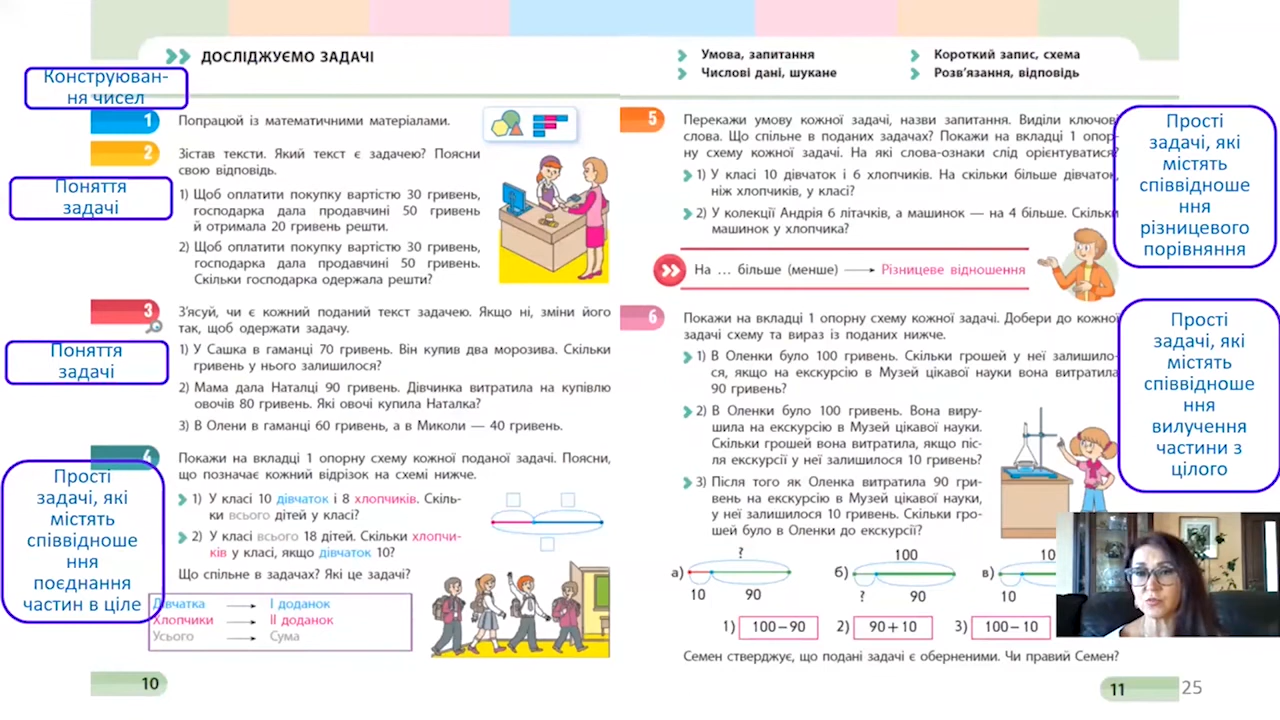 ДОСЛІДЖУЄМО ЗАДАЧІ
Умова, запитання
Числові дані, шукане
Короткий запис, схема
Розв'язання, відповідь
Конструюван-
ня чисел
1
Попрацюй із математичними матеріалами.
2
Зістав тексти. Який текст є задачею? Поясни
свою відповідь.
Поняття
задачі
1) Щоб оплатити покупку вартістю 30 гривень,
господарка дала продавчині 50 гривень
й отримала 20 гривень решти.
2) Щоб оплатити покупку вартістю 30 гривень,
господарка дала продавчині 50 гривень.
Скільки господарка одержала решти?
3
З'ясуй, чи є кожний поданий текст задачею. Якщо ні, зміни його
так, щоб одержати задачу.
Поняття
задачі
1) У Сашка в гаманці 70 гривень. Він купив два морозива. Скільки
гривень у нього залишилося?
2) Мама дала Наталці 90 гривень. Дівчинка витратила на купівлю
овочів 80 гривень. Які овочі купила Наталка?
3) В Олени в гаманці 60 гривень, а в Миколи — 40 гривень.
4
Покажи на вкладці 1 опорну схему кожної поданої задачі. Поясни,
що позначає кожний відрізок на схемі нижче.
Прості
задачі, які
містять
співвідноше
ння
поєднання
частин в ціле
1) У класі 10 дівчаток і 8 хлопчиків. Скіль-
ки всього дітей у класі?
2) У класі всього 18 дітей. Скільки хлопчи-
ків у класі, якщо дівчаток 10?
Що спільне в задачах? Які це задачі?
Дівчатка I доданок
Хлопчики II доданок
Усього Сума
10
5
Перекажи умову кожної задачі, назви запитання. Виділи ключові
слова. Що спільне в поданих задачах? Покажи на вкладці 1 опор-
ну схему кожної задачі. На які слова-ознаки слід орієнтуватися?
1) У класі 10 дівчаток і 6 хлопчиків. На скільки більше дівчаток,
ніж хлопчиків, у класі?
2) У колекції Андрія 6 літачків, а машинок — на 4 більше. Скільки
машинок у хлопчика?
Прості
задачі, які
містять
співвідноше
ння
різницевого
порівняння
На ... більше (менше) Різницеве відношення
6
Покажи на вкладці 1 опорну схему кожної задачі. Добери до кожної
задачі схему та вираз із поданих нижче.
1) В Оленки було 100 гривень. Скільки грошей у неї залишило-
ся, якщо на екскурсію в Музей цікавої науки вона витратила
90 гривень?
2) В Оленки було 100 гривень. Вона виру-
шила на екскурсію в Музей цікавої науки.
Скільки грошей вона витратила, якщо піс-
ля екскурсії у неї залишилося 10 гривень?
3) Після того як Оленка витратила 90 гри-
вень на екскурсію в Музей цікавої науки,
у неї залишилося 10 гривень. Скільки гро-
шей було в Оленки до екскурсії?
Прості
задачі, які
містять
співвідноше
ння
вилучення
частини з
цілого
? 100 10
а) б) в)
10 90 ? 90 10
1) 100 – 90 2) 90 + 10 3) 100 – 10
Семен стверджує, що подані задачі є оберненими. Чи правий Семен?
11
25